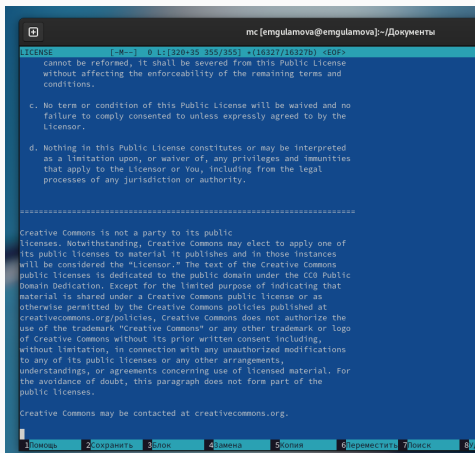 mc [emgulamova@emgulamova]:~/Документы
LICENSE [-M--] 0 L:[320+35 355/355] *(16327/16327b) <EOF>
cannot be reformed, it shall be severed from this Public License
without affecting the enforceability of the remaining terms and
conditions.
c. No term or condition of this Public License will be waived and no
failure to comply consented to unless expressly agreed to by the
Licensor.
d. Nothing in this Public License constitutes or may be interpreted
as a limitation upon, or waiver of, any privileges and immunities
that apply to the Licensor or You, including from the legal
processes of any jurisdiction or authority.
=======================================================================
Creative Commons is not a party to its public
licenses. Notwithstanding, Creative Commons may elect to apply one of
its public licenses to material it publishes and in those instances
will be considered the "Licensor." The text of the Creative Commons
public licenses is dedicated to the public domain under the CC0 Public
Domain Dedication. Except for the limited purpose of indicating that
material is shared under a Creative Commons public license or as
otherwise permitted by the Creative Commons policies published at
creativecommons.org/policies, Creative Commons does not authorize the
use of the trademark "Creative Commons" or any other trademark or logo
of Creative Commons without its prior written consent including,
without limitation, in connection with any unauthorized modifications
to any of its public licenses or any other arrangements,
understandings, or agreements concerning use of licensed material. For
the avoidance of doubt, this paragraph does not form part of the
public licenses.
Creative Commons may be contacted at creativecommons.org.
1Помощь 2Сохранить 3Блок 4Замена 5Копия 6Переместить 7Поиск 8У